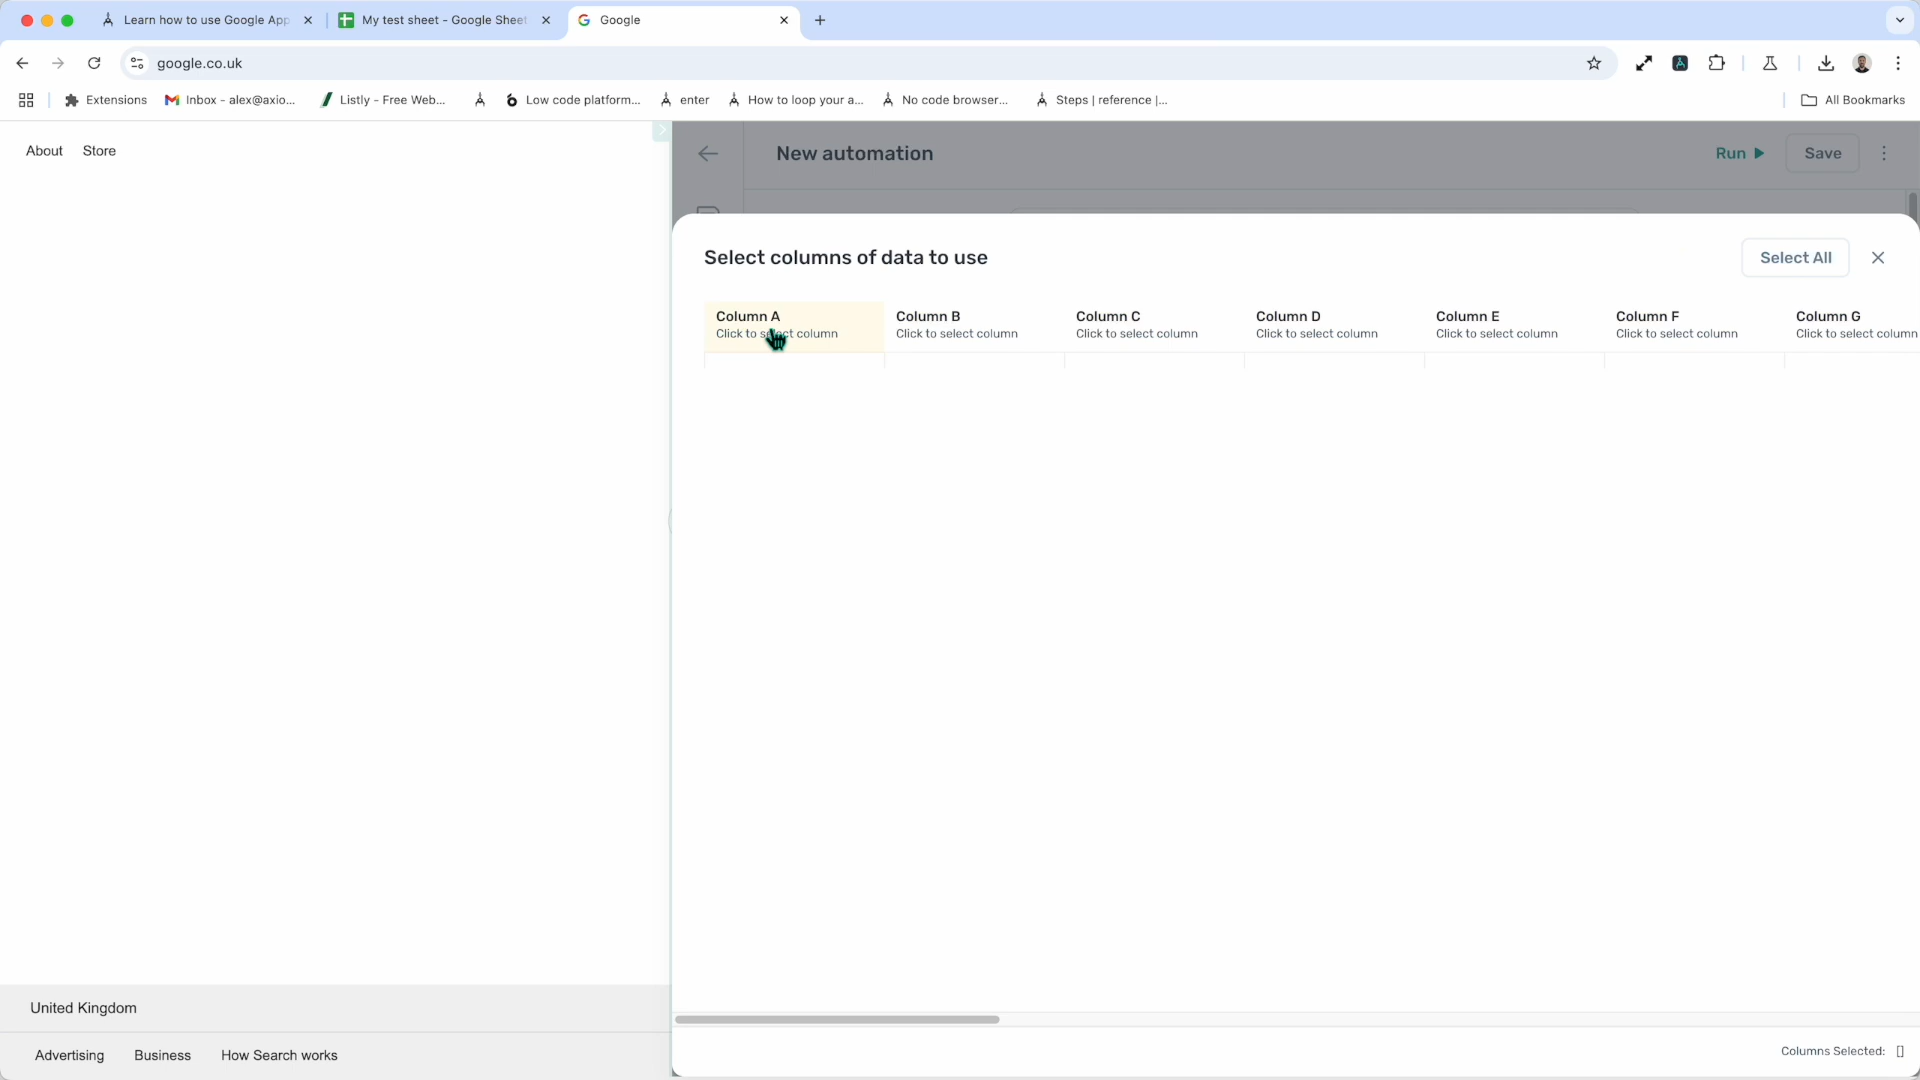 Learn how to use Google App
My test sheet - Google Sheet
Google
google.co.uk
Extensions
Inbox - alex@axio...
Listly - Free Web...
Low code platform...
enter
How to loop your a...
No code browser...
Steps | reference |...
All Bookmarks
About
Store
New automation
Run
Save
Select columns of data to use
Select All
Column A
Click to select column
Column B
Click to select column
Column C
Click to select column
Column D
Click to select column
Column E
Click to select column
Column F
Click to select column
Column G
Click to select column
United Kingdom
Advertising
Business
How Search works
Columns Selected: []